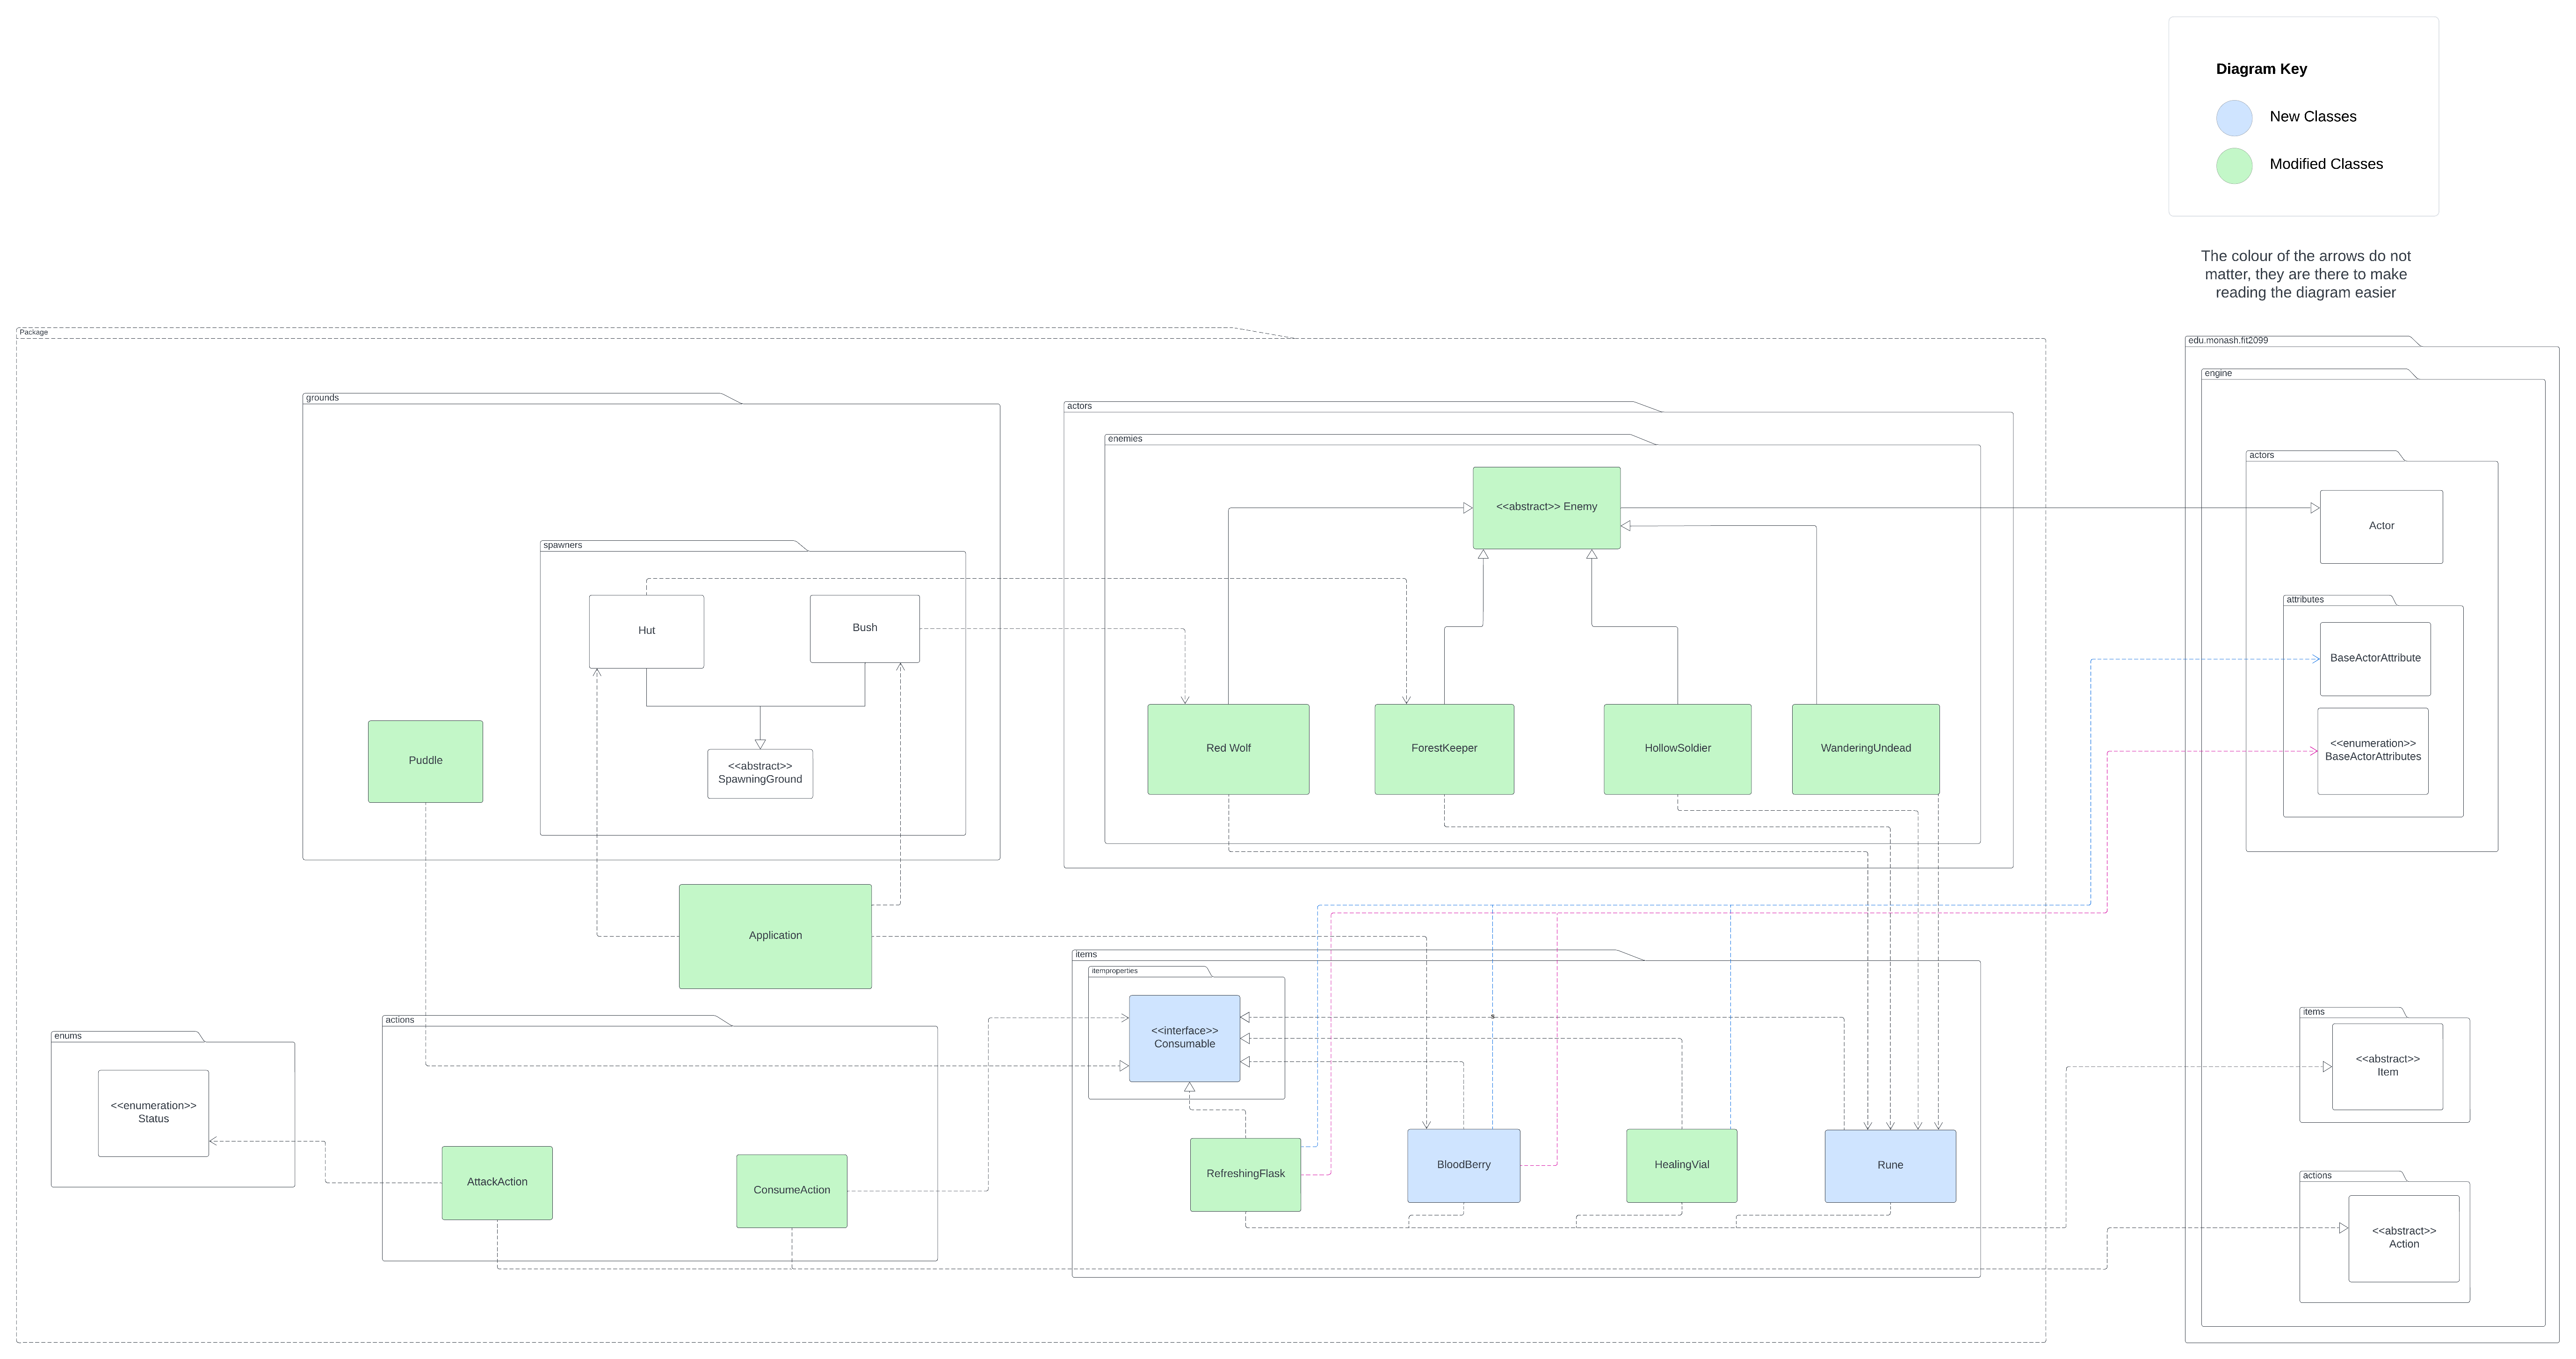 Diagram Key
New Classes
Modified Classes
The colour of the arrows do not
matter, they are there to make
reading the diagram easier
Package
edu.monash.fit2099
engine
grounds
actors
enemies
<<abstract>> Enemy
actors
Actor
spawners
Hut
Bush
attributes
BaseActorAttribute
<<enumeration>>
BaseActorAttributes
Puddle
<<abstract>>
SpawningGround
Red Wolf
ForestKeeper
HollowSoldier
WanderingUndead
Application
items
itemproperties
<<interface>>
Consumable
s
items
<<abstract>>
Item
enums
<<enumeration>>
Status
actions
AttackAction
ConsumeAction
RefreshingFlask
BloodBerry
HealingVial
Rune
actions
<<abstract>>
Action